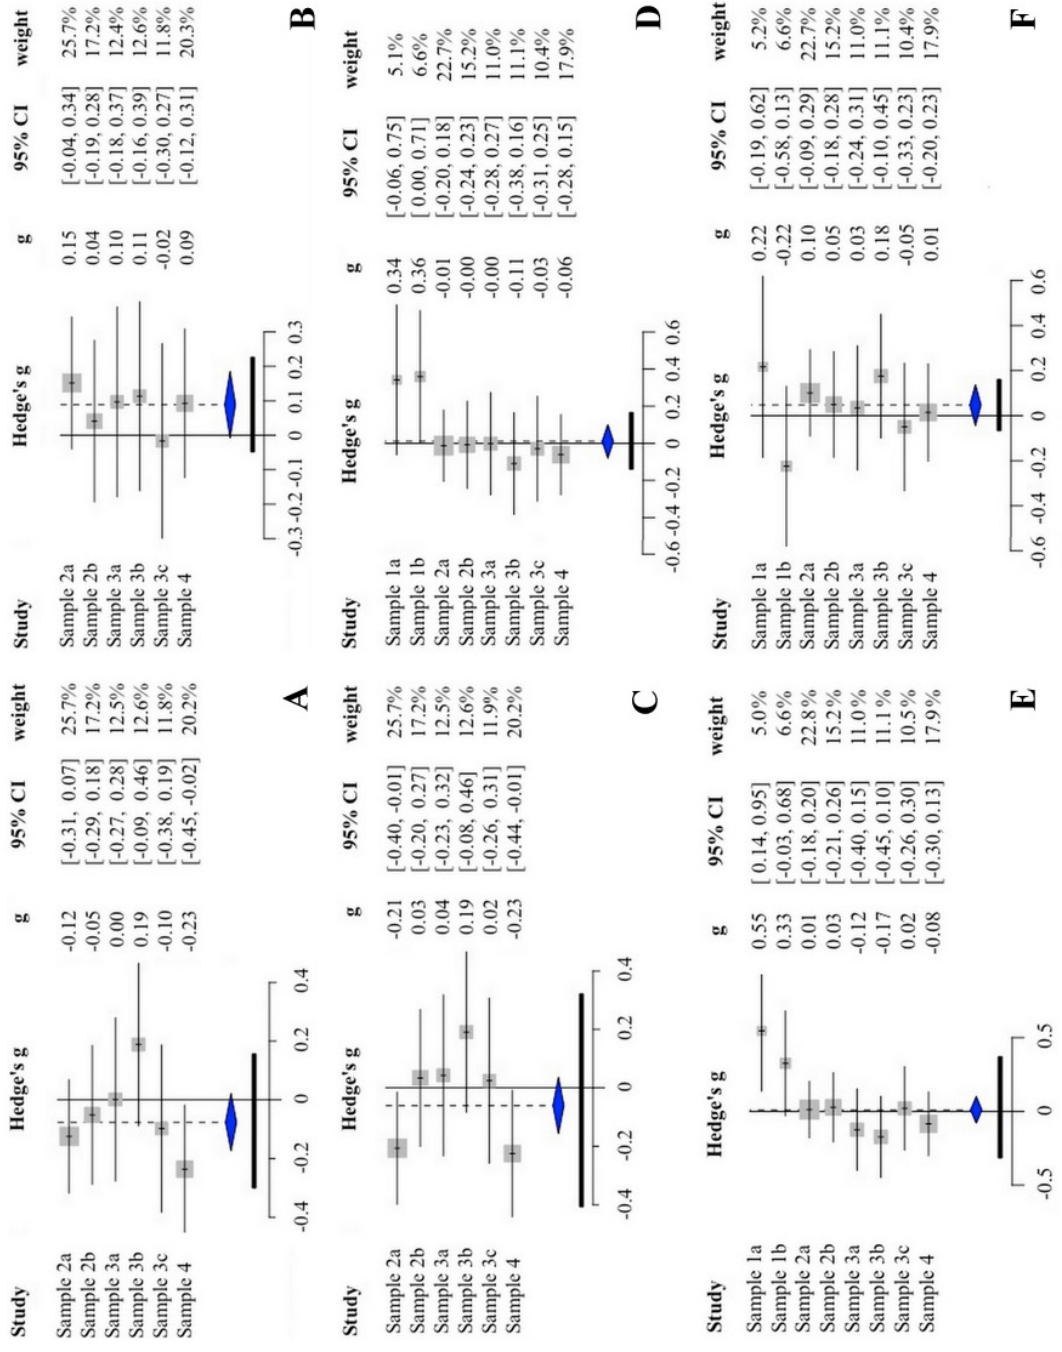 Study Hedge's g g 95% CI weight
Sample 2a -0.12 [-0.31, 0.07] 25.7%
Sample 2b -0.05 [-0.29, 0.18] 17.2%
Sample 3a 0.00 [-0.27, 0.28] 12.5%
Sample 3b 0.19 [-0.09, 0.46] 12.6%
Sample 3c -0.10 [-0.38, 0.19] 11.8%
Sample 4 -0.23 [-0.45, -0.02] 20.2%
-0.4 -0.2 0 0.2 0.4
A
Study Hedge's g g 95% CI weight
Sample 2a 0.15 [-0.04, 0.34] 25.7%
Sample 2b 0.04 [-0.19, 0.28] 17.2%
Sample 3a 0.10 [-0.18, 0.37] 12.4%
Sample 3b 0.11 [-0.16, 0.39] 12.6%
Sample 3c -0.02 [-0.30, 0.27] 11.8%
Sample 4 0.09 [-0.12, 0.31] 20.3%
-0.3 -0.2 -0.1 0 0.1 0.2 0.3
B
Study Hedge's g g 95% CI weight
Sample 2a -0.21 [-0.40, -0.01] 25.7%
Sample 2b 0.03 [-0.20, 0.27] 17.2%
Sample 3a 0.04 [-0.23, 0.32] 12.5%
Sample 3b 0.19 [-0.08, 0.46] 12.6%
Sample 3c 0.02 [-0.26, 0.31] 11.9%
Sample 4 -0.23 [-0.44, -0.01] 20.2%
-0.4 -0.2 0 0.2 0.4
C
Study Hedge's g g 95% CI weight
Sample 1a 0.34 [-0.06, 0.75] 5.1%
Sample 1b 0.36 [ 0.00, 0.71] 6.6%
Sample 2a -0.01 [-0.20, 0.18] 22.7%
Sample 2b -0.00 [-0.24, 0.23] 15.2%
Sample 3a -0.00 [-0.28, 0.27] 11.0%
Sample 3b -0.11 [-0.38, 0.16] 11.1%
Sample 3c -0.03 [-0.31, 0.25] 10.4%
Sample 4 -0.06 [-0.28, 0.15] 17.9%
-0.6 -0.4 -0.2 0 0.2 0.4 0.6
D
Study Hedge's g g 95% CI weight
Sample 1a 0.55 [ 0.14, 0.95] 5.0%
Sample 1b 0.33 [-0.03, 0.68] 6.6%
Sample 2a 0.01 [-0.18, 0.20] 22.8%
Sample 2b 0.03 [-0.21, 0.26] 15.2%
Sample 3a -0.12 [-0.40, 0.15] 11.0%
Sample 3b -0.17 [-0.45, 0.10] 11.1%
Sample 3c 0.02 [-0.26, 0.30] 10.5%
Sample 4 -0.08 [-0.30, 0.13] 17.9%
-0.5 0 0.5
E
Study Hedge's g g 95% CI weight
Sample 1a 0.22 [-0.19, 0.62] 5.2%
Sample 1b -0.22 [-0.58, 0.13] 6.6%
Sample 2a 0.10 [-0.09, 0.29] 22.7%
Sample 2b 0.05 [-0.18, 0.28] 15.2%
Sample 3a 0.03 [-0.24, 0.31] 11.0%
Sample 3b 0.18 [-0.10, 0.45] 11.1%
Sample 3c -0.05 [-0.33, 0.23] 10.4%
Sample 4 0.01 [-0.20, 0.23] 17.9%
-0.6 -0.4 -0.2 0 0.2 0.4 0.6
F